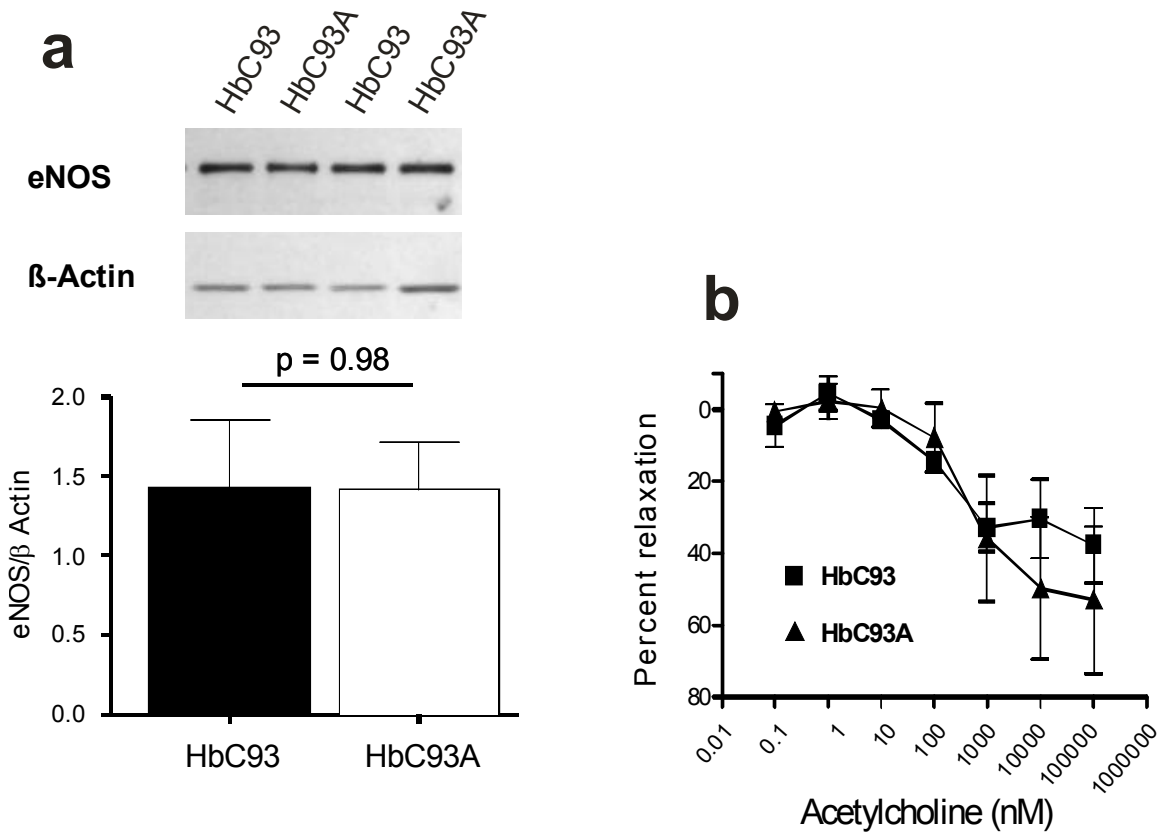 a
HbC93 HbC93A HbC93 HbC93A
eNOS
ß-Actin
p = 0.98
2.0
1.5
1.0
0.5
0.0
eNOS/β Actin
HbC93 HbC93A
b
0
20
40
60
80
Percent relaxation
HbC93
HbC93A
0.01 0.1 1 10 100 1000 10000 100000 1000000
Acetylcholine (nM)